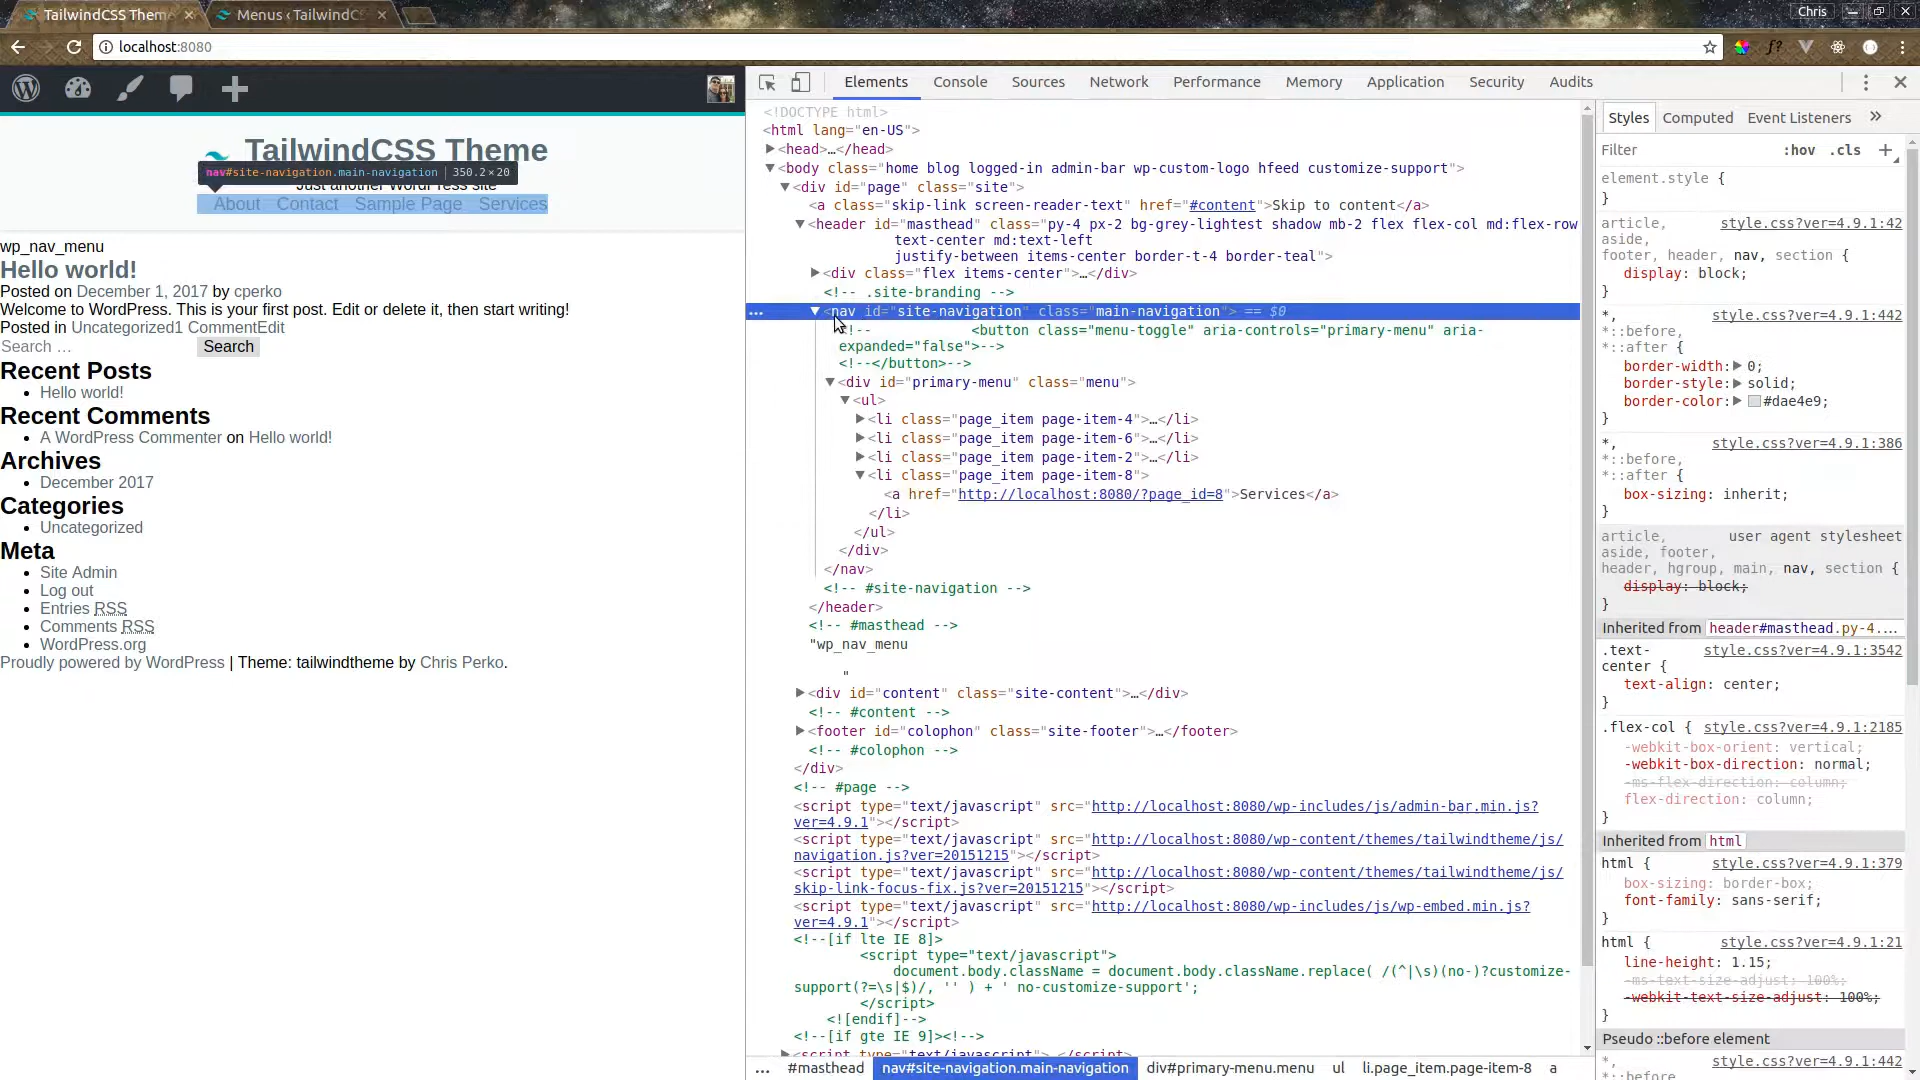 TailwindCSS Theme
Menus ‹ TailwindCS
Chris
localhost:8080
TailwindCSS Theme
nav#site-navigation.main-navigation | 350.2×20
Just another WordPress site
About Contact Sample Page Services
wp_nav_menu
Hello world!
Posted on December 1, 2017 by cperko
Welcome to WordPress. This is your first post. Edit or delete it, then start writing!
Posted in Uncategorized1 CommentEdit
Search …
Search
Recent Posts
Hello world!
Recent Comments
A WordPress Commenter on Hello world!
Archives
December 2017
Categories
Uncategorized
Meta
Site Admin
Log out
Entries RSS
Comments RSS
WordPress.org
Proudly powered by WordPress | Theme: tailwindtheme by Chris Perko.
Elements Console Sources Network Performance Memory Application Security Audits
<!DOCTYPE html>
<html lang="en-US">
<head>…</head>
<body class="home blog logged-in admin-bar wp-custom-logo hfeed customize-support">
<div id="page" class="site">
<a class="skip-link screen-reader-text" href="#content">Skip to content</a>
<header id="masthead" class="py-4 px-2 bg-grey-lightest shadow mb-2 flex flex-col md:flex-row
text-center md:text-left
justify-between items-center border-t-4 border-teal">
<div class="flex items-center">…</div>
<!-- .site-branding -->
… <nav id="site-navigation" class="main-navigation"> == $0
<!-- <button class="menu-toggle" aria-controls="primary-menu" aria-
expanded="false">-->
<!--</button>-->
<div id="primary-menu" class="menu">
<ul>
<li class="page_item page-item-4">…</li>
<li class="page_item page-item-6">…</li>
<li class="page_item page-item-2">…</li>
<li class="page_item page-item-8">
<a href="http://localhost:8080/?page_id=8">Services</a>
</li>
</ul>
</div>
</nav>
<!-- #site-navigation -->
</header>
<!-- #masthead -->
"wp_nav_menu
"
<div id="content" class="site-content">…</div>
<!-- #content -->
<footer id="colophon" class="site-footer">…</footer>
<!-- #colophon -->
</div>
<!-- #page -->
<script type="text/javascript" src="http://localhost:8080/wp-includes/js/admin-bar.min.js?
ver=4.9.1"></script>
<script type="text/javascript" src="http://localhost:8080/wp-content/themes/tailwindtheme/js/
navigation.js?ver=20151215"></script>
<script type="text/javascript" src="http://localhost:8080/wp-content/themes/tailwindtheme/js/
skip-link-focus-fix.js?ver=20151215"></script>
<script type="text/javascript" src="http://localhost:8080/wp-includes/js/wp-embed.min.js?
ver=4.9.1"></script>
<!--[if lte IE 8]>
<script type="text/javascript">
document.body.className = document.body.className.replace( /(^|\s)(no-)?customize-
support(?=\s|$)/, '' ) + ' no-customize-support';
</script>
<![endif]-->
<!--[if gte IE 9]><!-->
<script type="text/javascript">…</script>
… #masthead nav#site-navigation.main-navigation div#primary-menu.menu ul li.page_item.page-item-8 a
Styles Computed Event Listeners »
Filter :hov .cls +
element.style {
}
article, style.css?ver=4.9.1:42
aside,
footer, header, nav, section {
display: block;
}
*, style.css?ver=4.9.1:442
*::before,
*::after {
border-width: 0;
border-style: solid;
border-color: #dae4e9;
}
*, style.css?ver=4.9.1:386
*::before,
*::after {
box-sizing: inherit;
}
article, user agent stylesheet
aside, footer,
header, hgroup, main, nav, section {
display: block;
}
Inherited from header#masthead.py-4.…
.text- style.css?ver=4.9.1:3542
center {
text-align: center;
}
.flex-col { style.css?ver=4.9.1:2185
-webkit-box-orient: vertical;
-webkit-box-direction: normal;
-ms-flex-direction: column;
flex-direction: column;
}
Inherited from html
html { style.css?ver=4.9.1:379
box-sizing: border-box;
font-family: sans-serif;
}
html { style.css?ver=4.9.1:21
line-height: 1.15;
-ms-text-size-adjust: 100%;
-webkit-text-size-adjust: 100%;
}
Pseudo ::before element
*, style.css?ver=4.9.1:442
*::before,